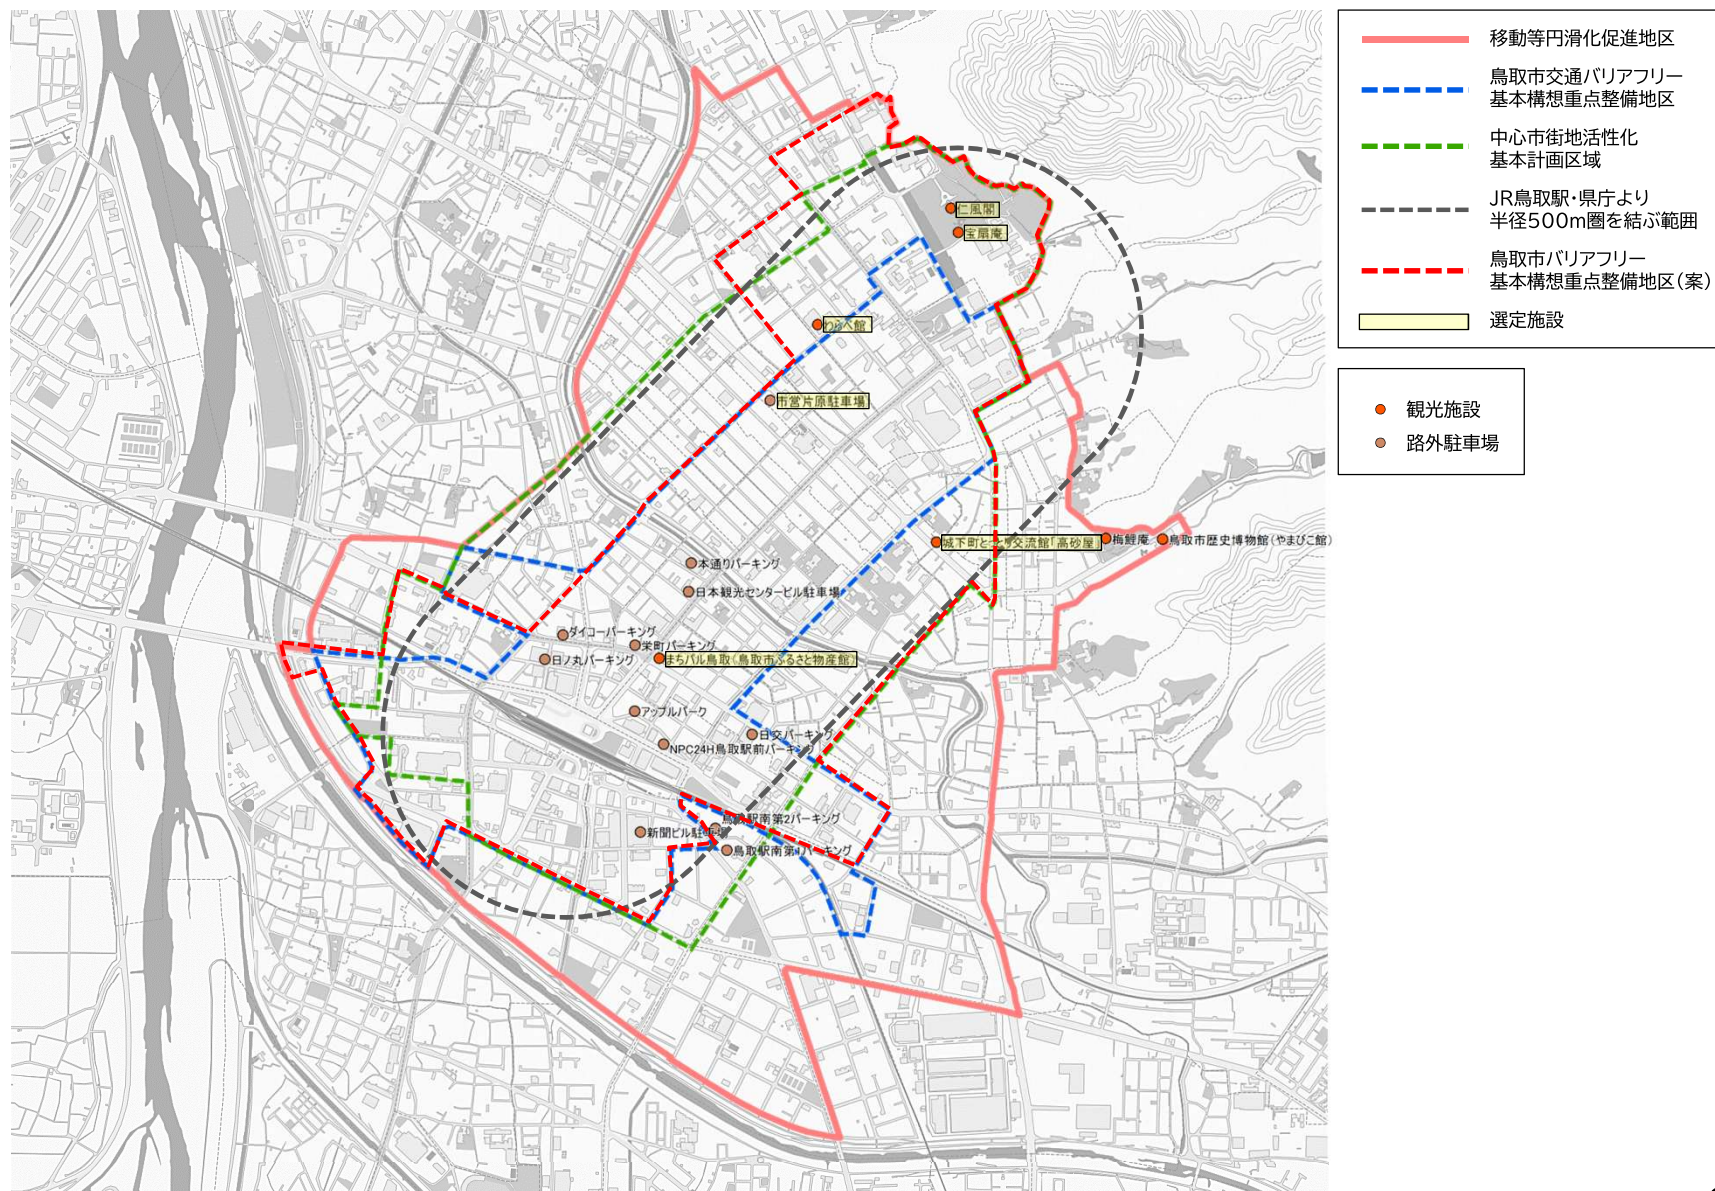 移動等円滑化促進地区
鳥取市交通バリアフリー
基本構想重点整備地区
中心市街地活性化
基本計画区域
JR鳥取駅・県庁より
半径500m圏を結ぶ範囲
鳥取市バリアフリー
基本構想重点整備地区(案)
選定施設
観光施設
路外駐車場
仁風閣
宝扇庵
わらべ館
市営片原駐車場
城下町とっとり交流館「高砂屋」
梅鯉庵
鳥取市歴史博物館(やまびこ館)
本通りパーキング
日本観光センタービル駐車場
ダイコーパーキング
栄町パーキング
日ノ丸パーキング
まちパル鳥取(鳥取市ふるさと物産館)
アップルパーク
日交パーキング
NPC24H鳥取駅前パーキング
鳥取駅南第2パーキング
新聞ビル駐車場
鳥取駅南第1パーキング